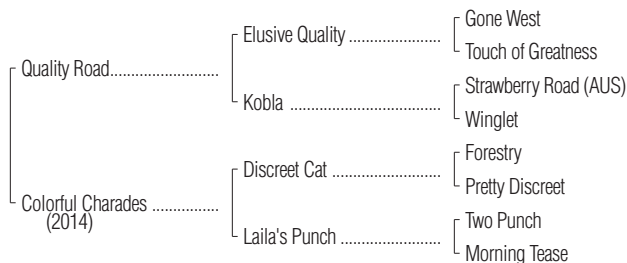 Gone West
Elusive Quality ....................
Touch of Greatness
Quality Road........................
Strawberry Road (AUS)
Kobla .................................
Winglet
Forestry
Discreet Cat ........................
Pretty Discreet
Colorful Charades ...............
(2014)
Two Punch
Laila's Punch ......................
Morning Tease